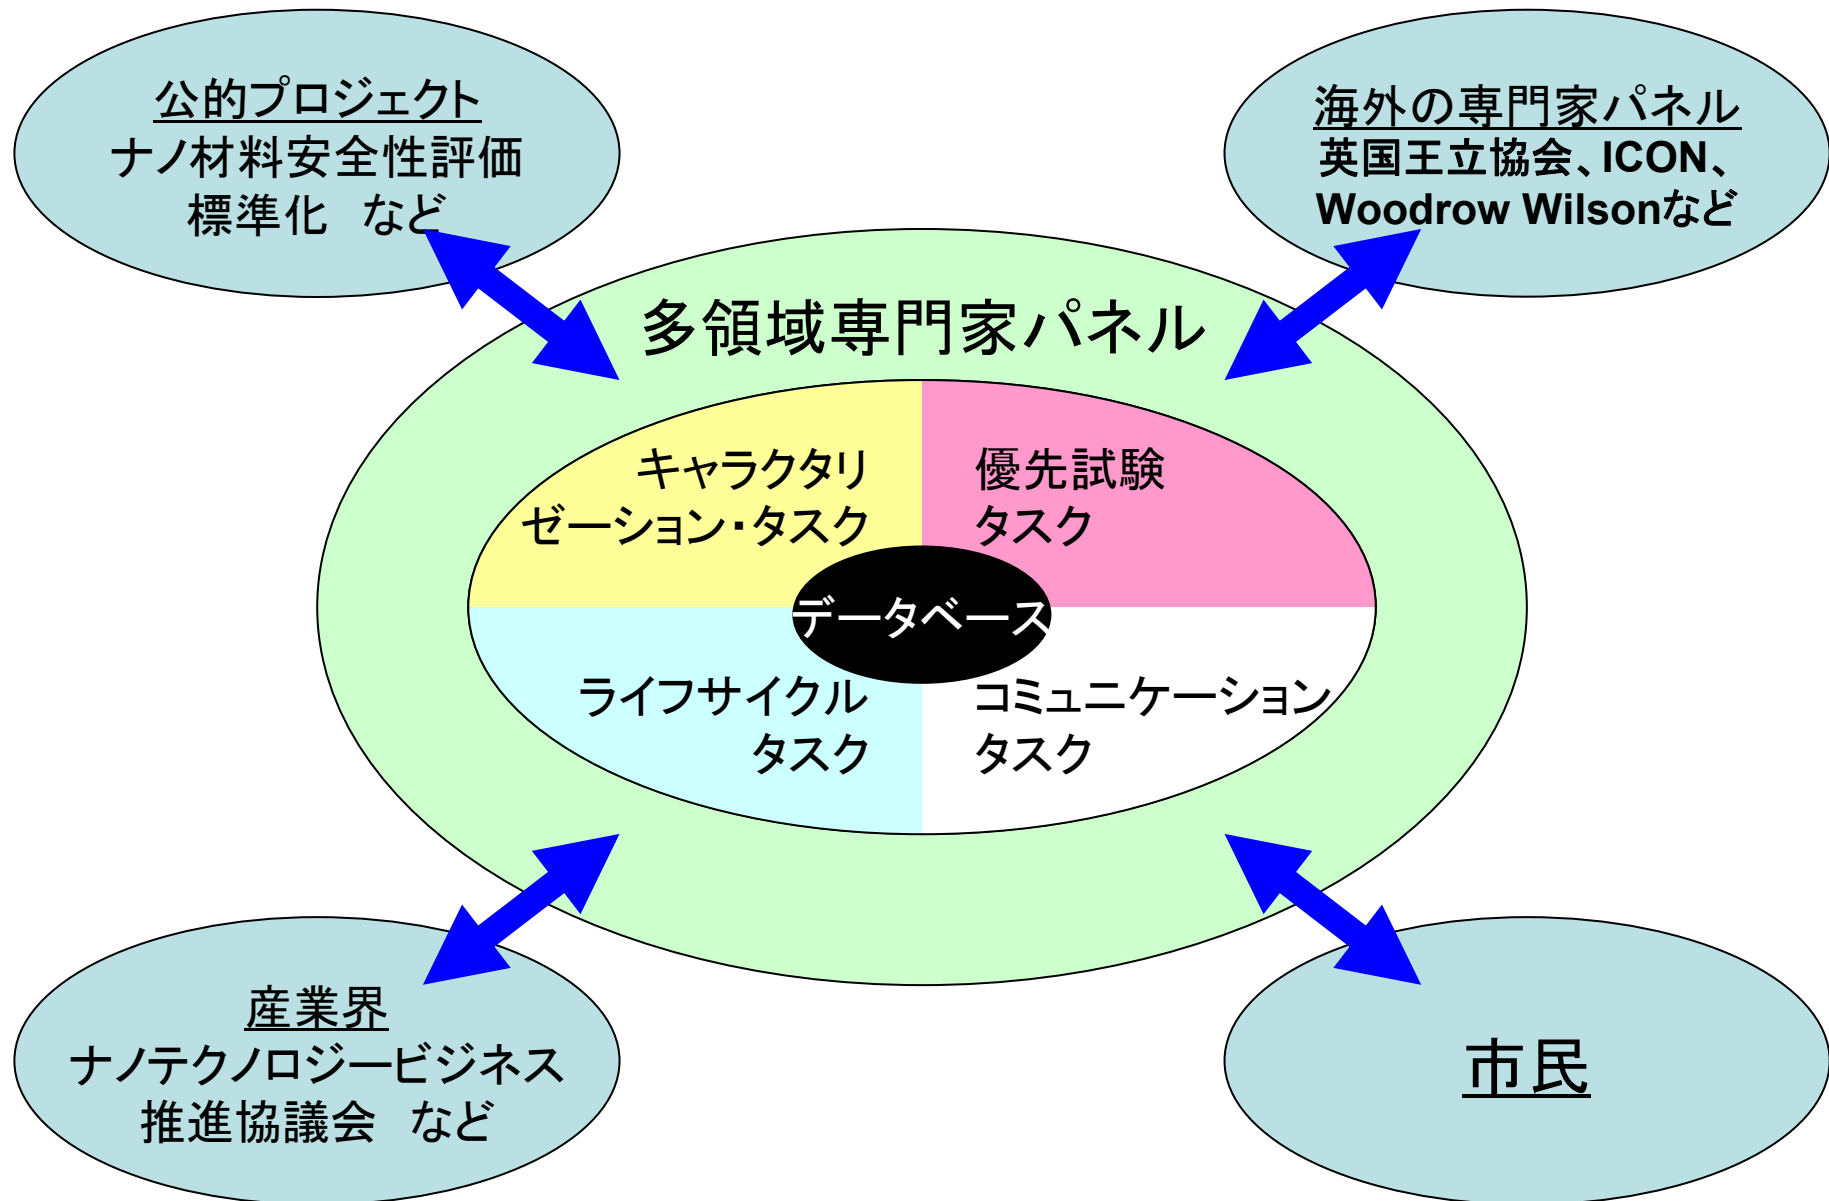 公的プロジェクト
ナノ材料安全性評価
標準化　など
海外の専門家パネル
英国王立協会、ICON、
Woodrow Wilsonなど
多領域専門家パネル
キャラクタリ
ゼーション・タスク
優先試験
タスク
データベース
ライフサイクル
タスク
コミュニケーション
タスク
産業界
ナノテクノロジービジネス
推進協議会　など
市民